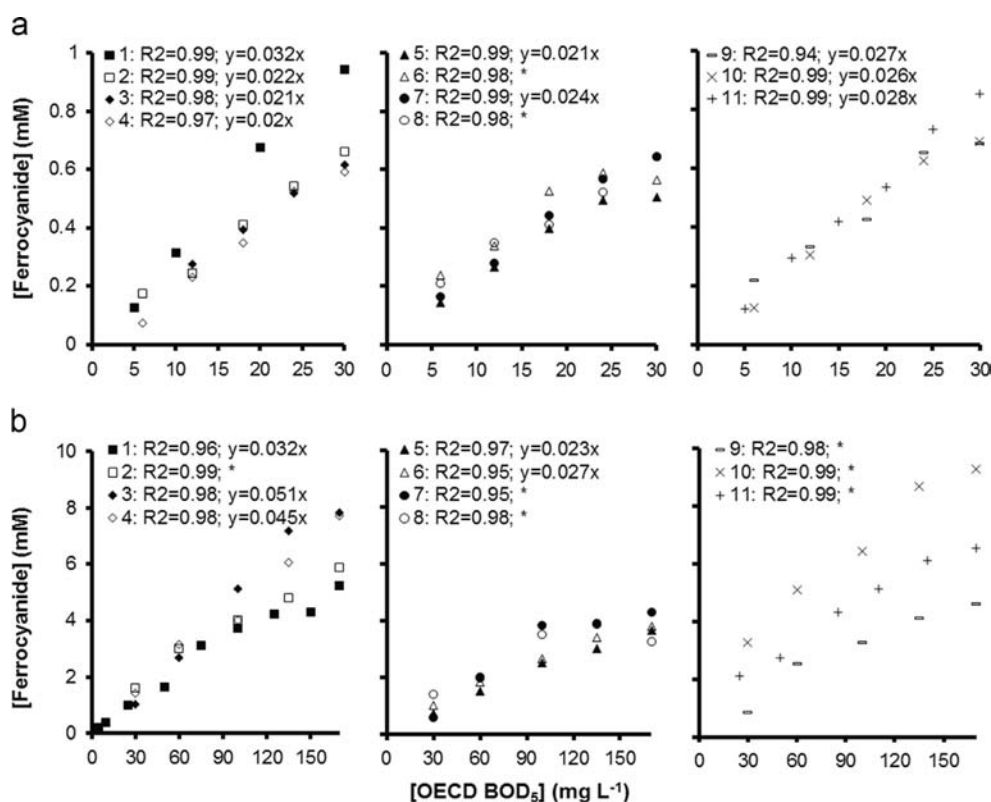 a
[Ferrocyanide] (mM)
1
0.8
0.6
0.4
0.2
0
1: R2=0.99; y=0.032x
2: R2=0.99; y=0.022x
3: R2=0.98; y=0.021x
4: R2=0.97; y=0.02x
0 5 10 15 20 25 30
5: R2=0.99; y=0.021x
6: R2=0.98; *
7: R2=0.99; y=0.024x
8: R2=0.98; *
0 5 10 15 20 25 30
9: R2=0.94; y=0.027x
10: R2=0.99; y=0.026x
11: R2=0.99; y=0.028x
0 5 10 15 20 25 30
b
[Ferrocyanide] (mM)
10
8
6
4
2
0
1: R2=0.96; y=0.032x
2: R2=0.99; *
3: R2=0.98; y=0.051x
4: R2=0.98; y=0.045x
0 30 60 90 120 150
5: R2=0.97; y=0.023x
6: R2=0.95; y=0.027x
7: R2=0.95; *
8: R2=0.98; *
0 30 60 90 120 150
9: R2=0.98; *
10: R2=0.99; *
11: R2=0.99; *
0 30 60 90 120 150
[OECD BOD₅] (mg L⁻¹)